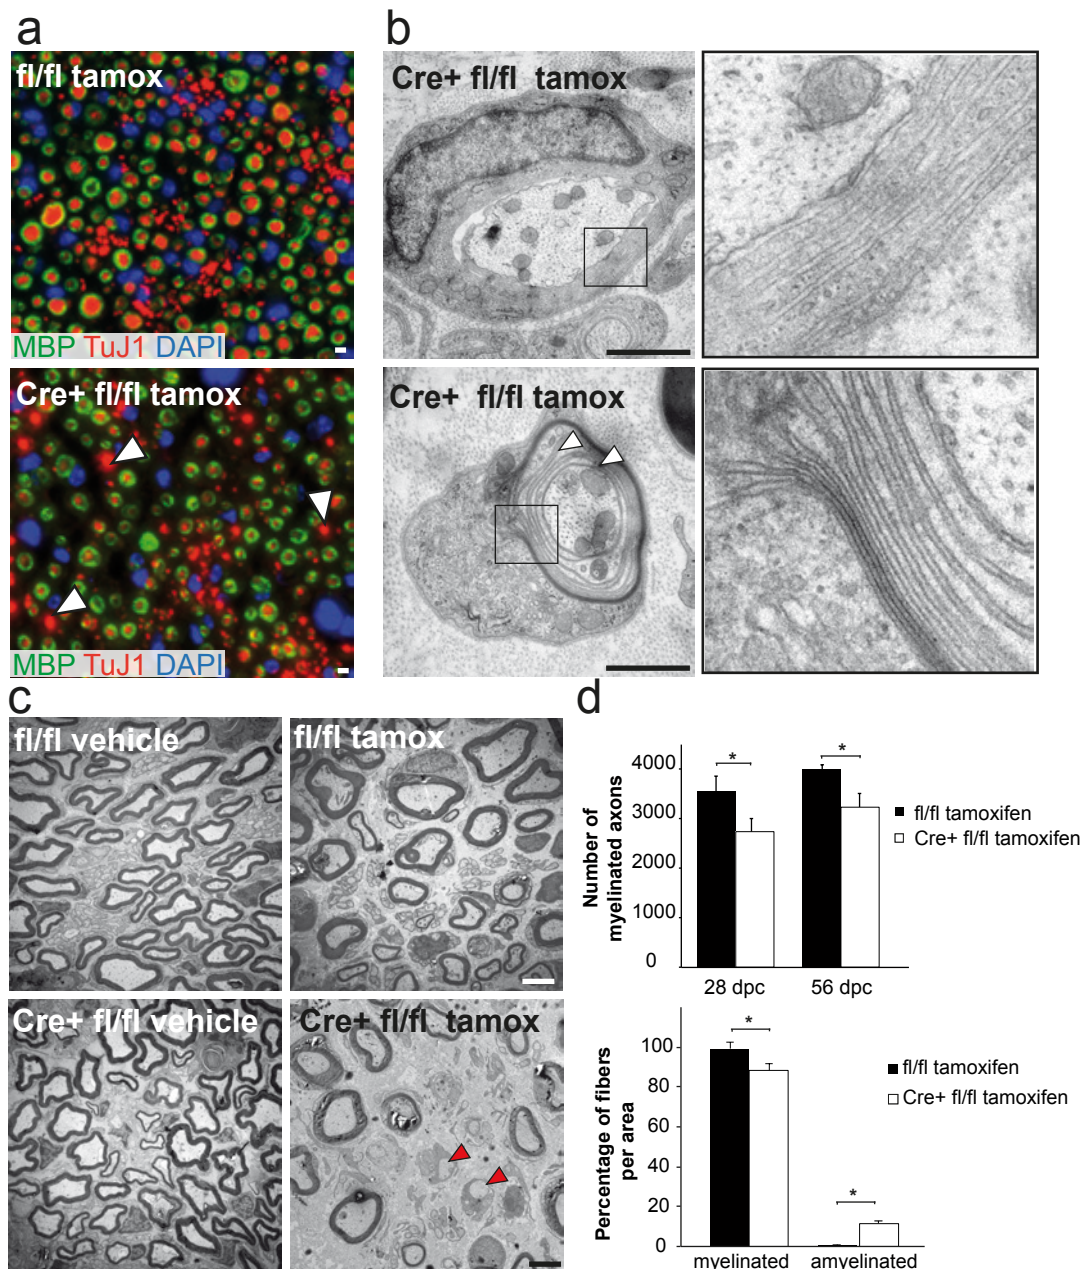 a
fl/fl tamox
MBP TuJ1 DAPI
Cre+ fl/fl tamox
MBP TuJ1 DAPI
b
Cre+ fl/fl  tamox
Cre+  fl/fl tamox
c
fl/fl vehicle
fl/fl tamox
Cre+ fl/fl vehicle
Cre+ fl/fl  tamox
d
Number of
myelinated axons
4000
3000
2000
1000
0
*
*
28 dpc
56 dpc
fl/fl tamoxifen
Cre+ fl/fl tamoxifen
Percentage of fibers
per area
100
80
60
40
20
0
*
*
myelinated
amyelinated
fl/fl tamoxifen
Cre+ fl/fl tamoxifen